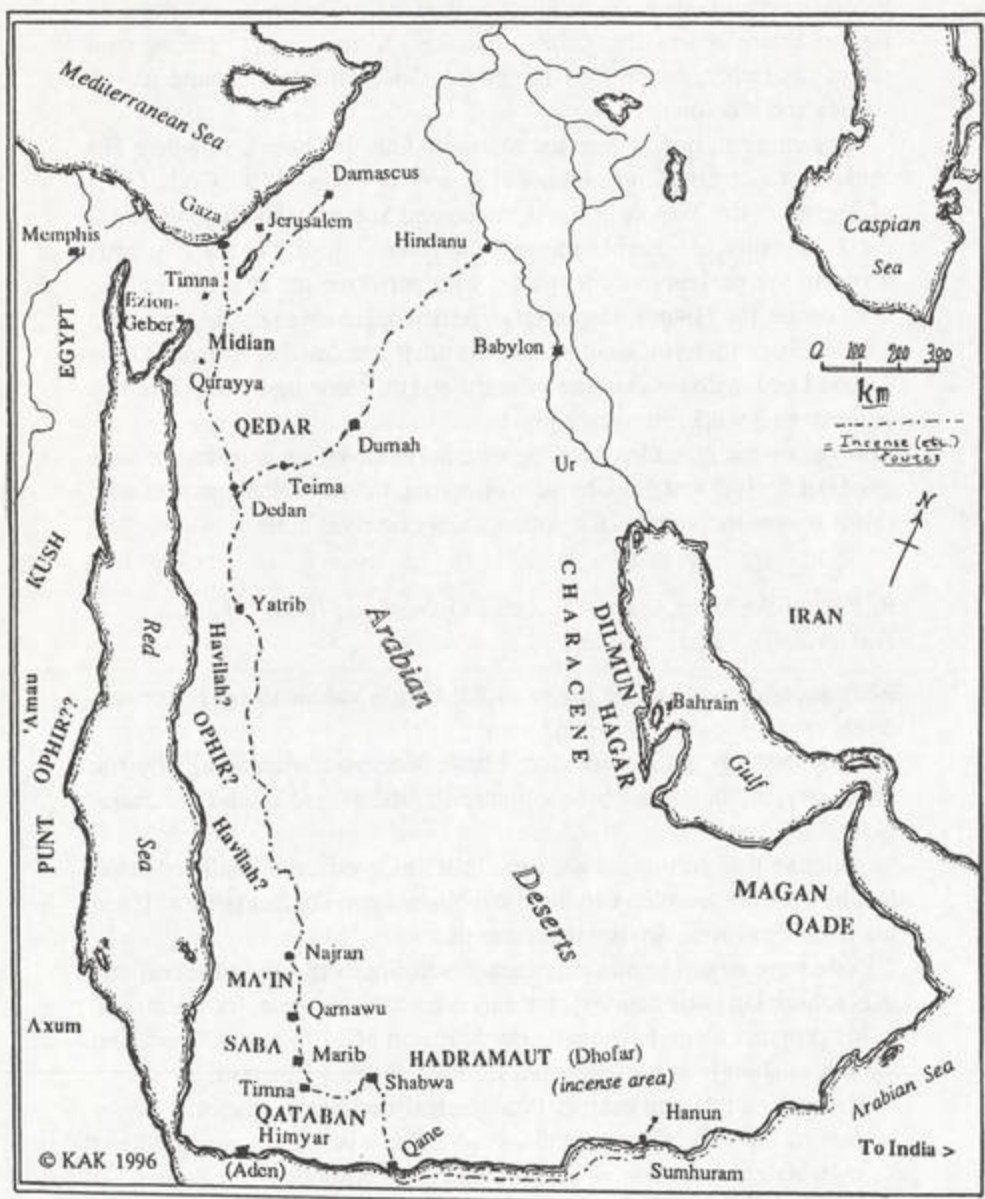 Mediterranean Sea
Damascus
Gaza
Jerusalem
Memphis
Hindanu
Caspian
Sea
Timna
Ezion-
Geber
EGYPT
Midian
Babylon
0 100 200 300
km
Qurayya
QEDAR
Dumah
= Incense (etc.)
routes
Ur
Teima
Dedan
N
KUSH
CHARACENE
IRAN
Yatrib
Red
Arabian
DILMUN
Havilah?
'Amau
HAGAR
Bahrain
OPHIR??
OPHIR?
Gulf
PUNT
Sea
Havilah?
Deserts
MAGAN
QADE
Najran
MA'IN
Qarnawu
Axum
SABA
Marib
HADRAMAUT (Dhofar)
(incense area)
Shabwa
Timna
Arabian Sea
QATABAN
Hanun
Himyar
Qane
To India >
© KAK 1996
(Aden)
Sumhuram